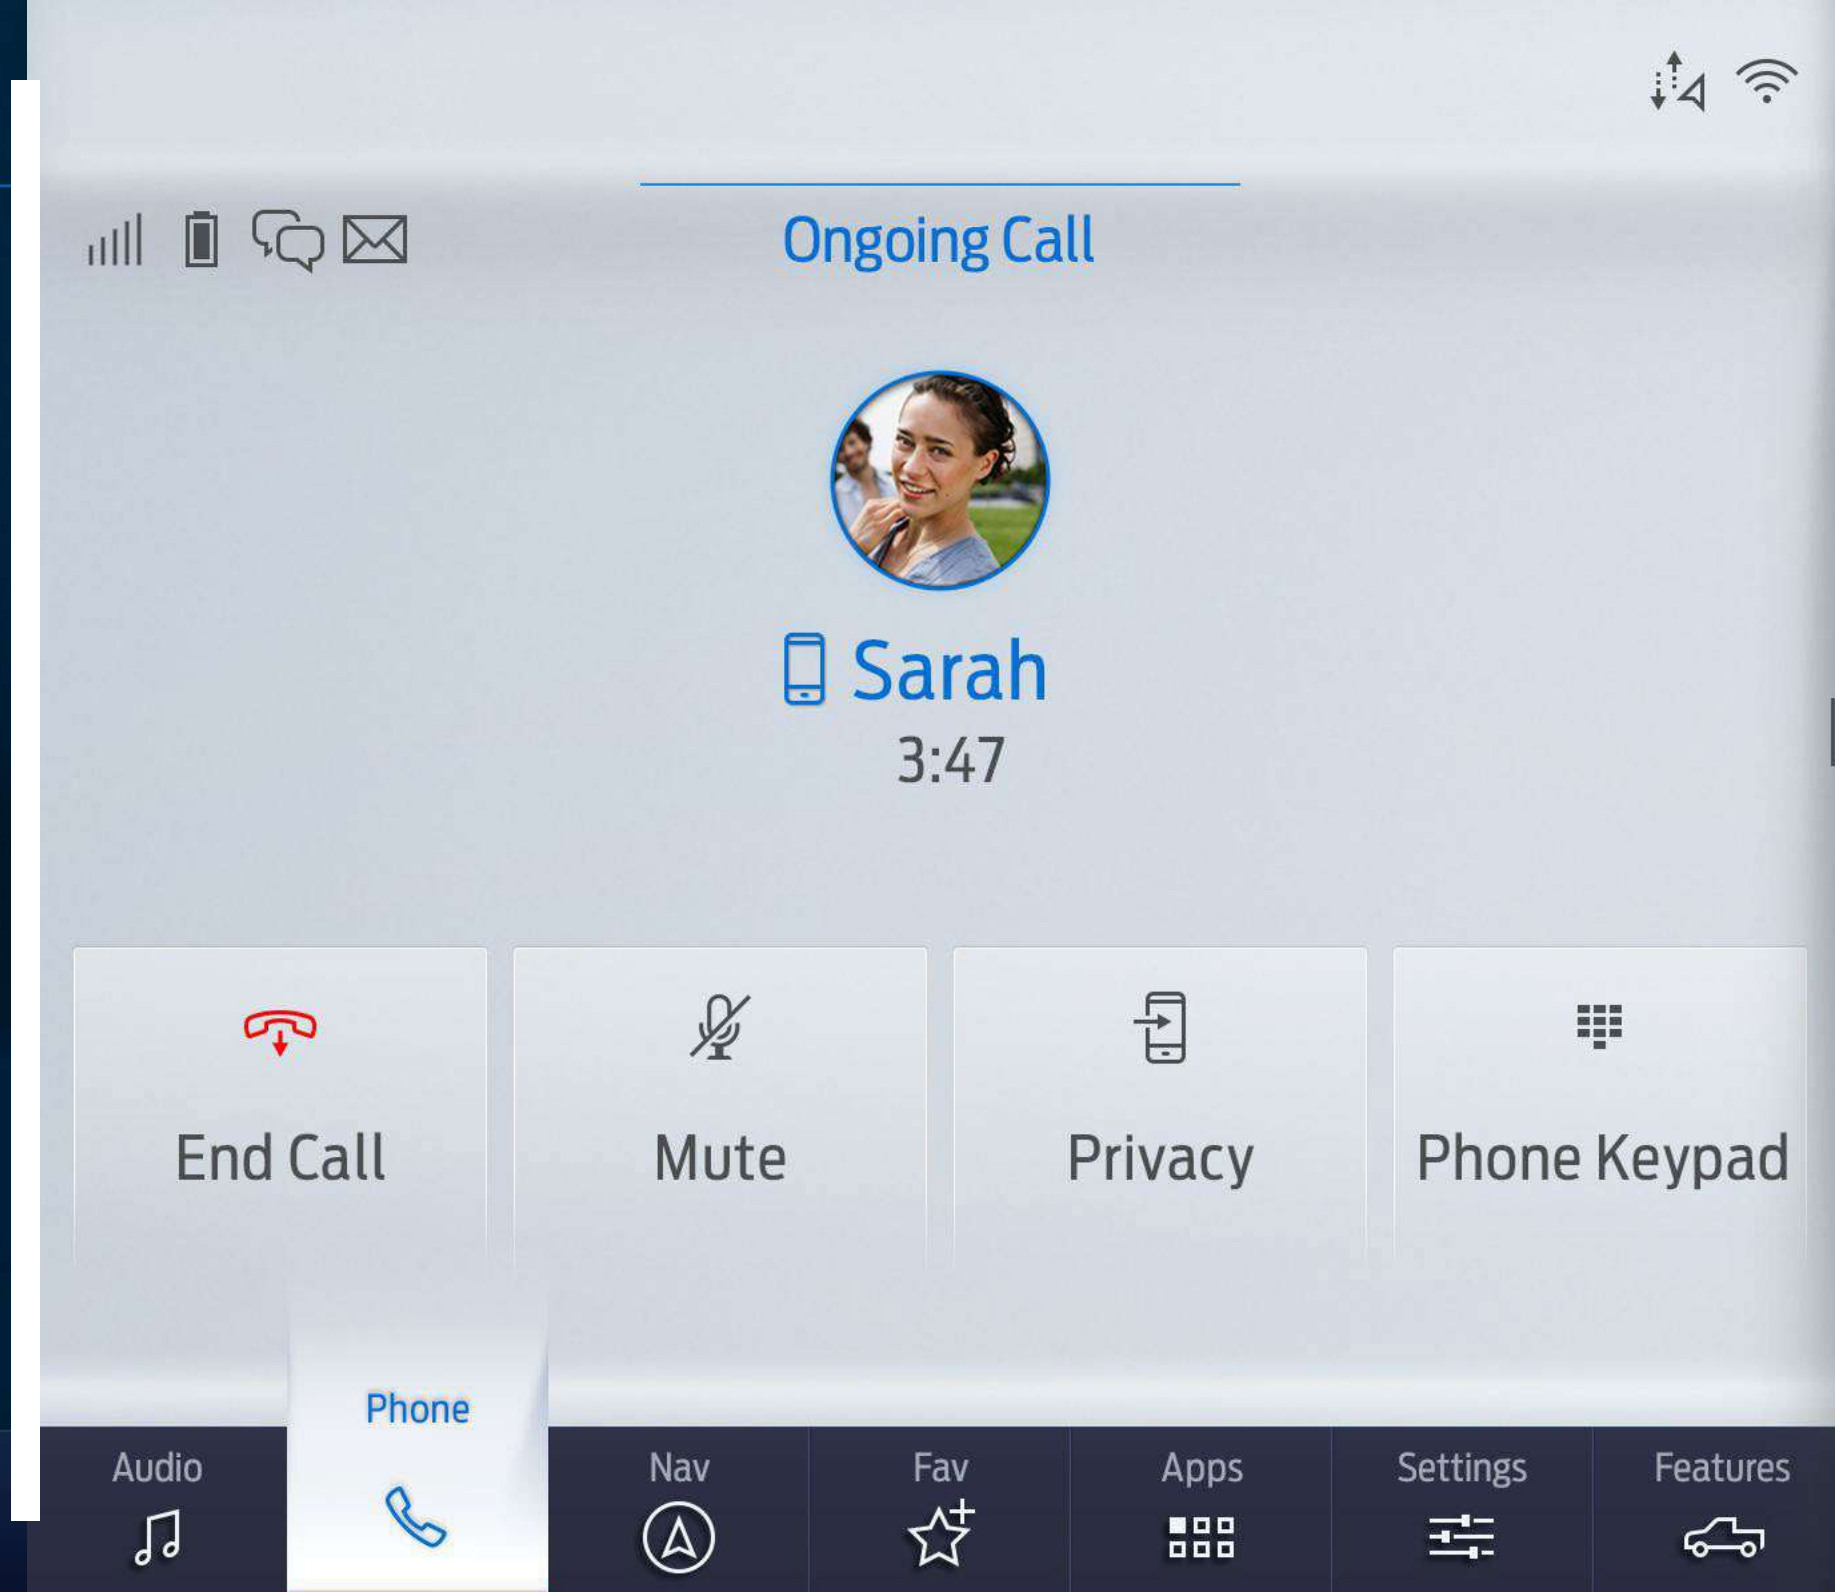 Ongoing Call
Sarah
3:47
End Call
Mute
Privacy
Phone Keypad
Audio
Phone
Nav
Fav
Apps
Settings
Features